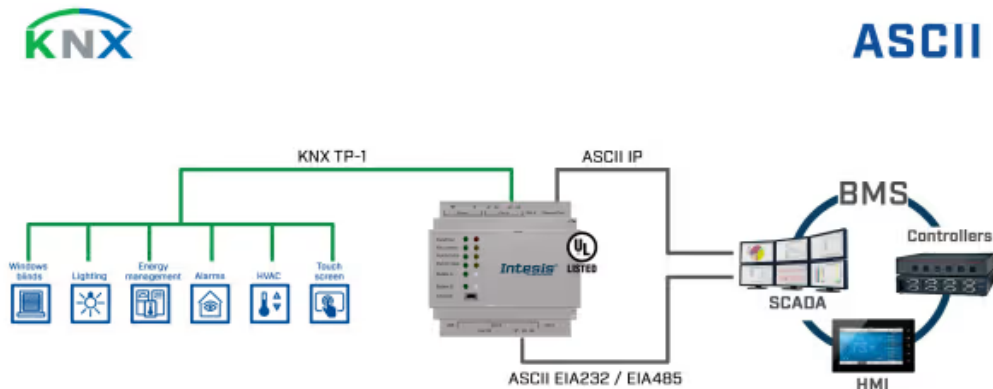 KNX
ASCII
KNX TP-1
ASCII IP
BMS
Controllers
Windows
blinds
Lighting
Energy
management
Alarms
HVAC
Touch
screen
Intesis
UL
LISTED
SCADA
HMI
ASCII EIA232 / EIA485